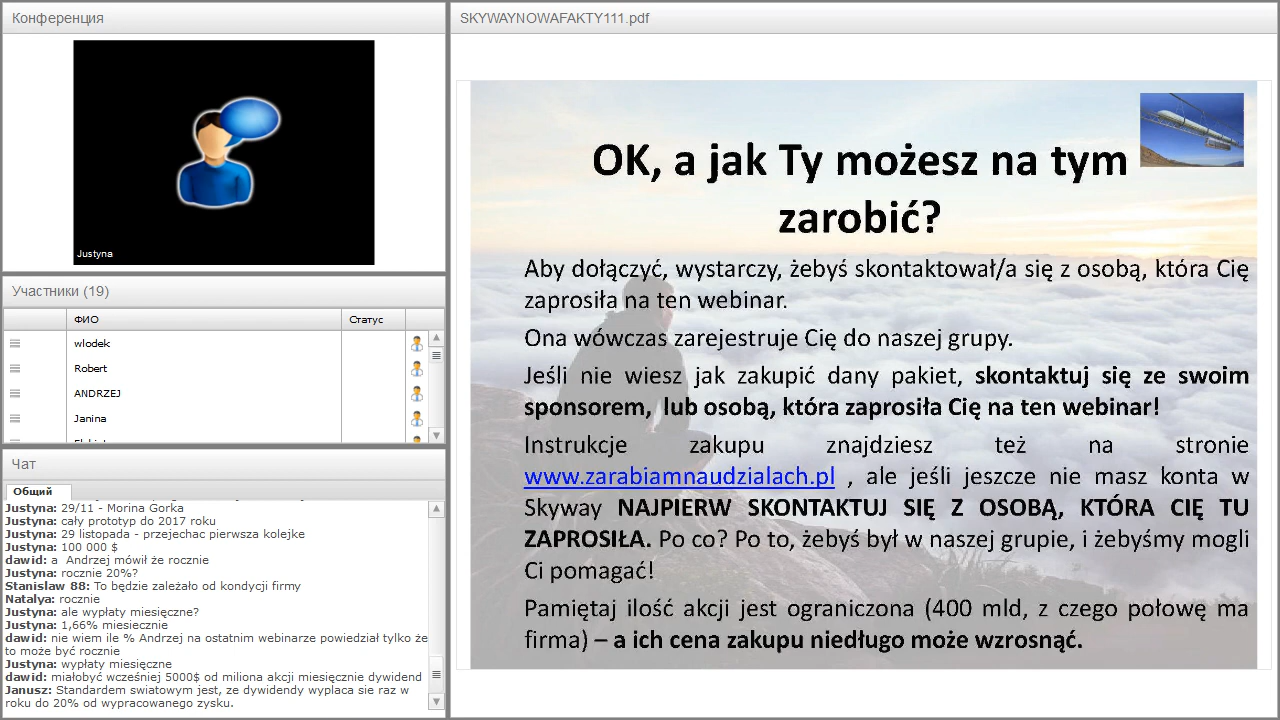 Конференция
Justyna
Участники (19)
ФИО
Статус
wlodek
Robert
ANDRZEJ
Janina
Чат
Общий
Justyna: 29/11 - Morina Gorka
Justyna: cały prototyp do 2017 roku
Justyna: 29 listopada - przejechac pierwsza kolejke
Justyna: 100 000 $
dawid: a Andrzej mówił że rocznie
Justyna: rocznie 20%?
Stanislaw 88: To będzie zależało od kondycji firmy
Natalya: rocznie
Justyna: ale wypłaty miesięczne?
Justyna: 1,66% miesiecznie
dawid: nie wiem ile % Andrzej na ostatnim webinarze powiedział tylko że
to może być rocznie
Justyna: wypłaty miesięczne
dawid: miałobyć wcześniej 5000$ od miliona akcji miesięcznie dywidend
Janusz: Standardem swiatowym jest, ze dywidendy wyplaca sie raz w
roku do 20% od wypracowanego zysku.
SKYWAYNOWAFAKTY111.pdf
OK, a jak Ty możesz na tym
zarobić?
Aby dołączyć, wystarczy, żebyś skontaktował/a się z osobą, która Cię
zaprosiła na ten webinar.
Ona wówczas zarejestruje Cię do naszej grupy.
Jeśli nie wiesz jak zakupić dany pakiet, skontaktuj się ze swoim
sponsorem, lub osobą, która zaprosiła Cię na ten webinar!
Instrukcje zakupu znajdziesz też na stronie
www.zarabiamnaudzialach.pl , ale jeśli jeszcze nie masz konta w
Skyway NAJPIERW SKONTAKTUJ SIĘ Z OSOBĄ, KTÓRA CIĘ TU
ZAPROSIŁA. Po co? Po to, żebyś był w naszej grupie, i żebyśmy mogli
Ci pomagać!
Pamiętaj ilość akcji jest ograniczona (400 mld, z czego połowę ma
firma) – a ich cena zakupu niedługo może wzrosnąć.